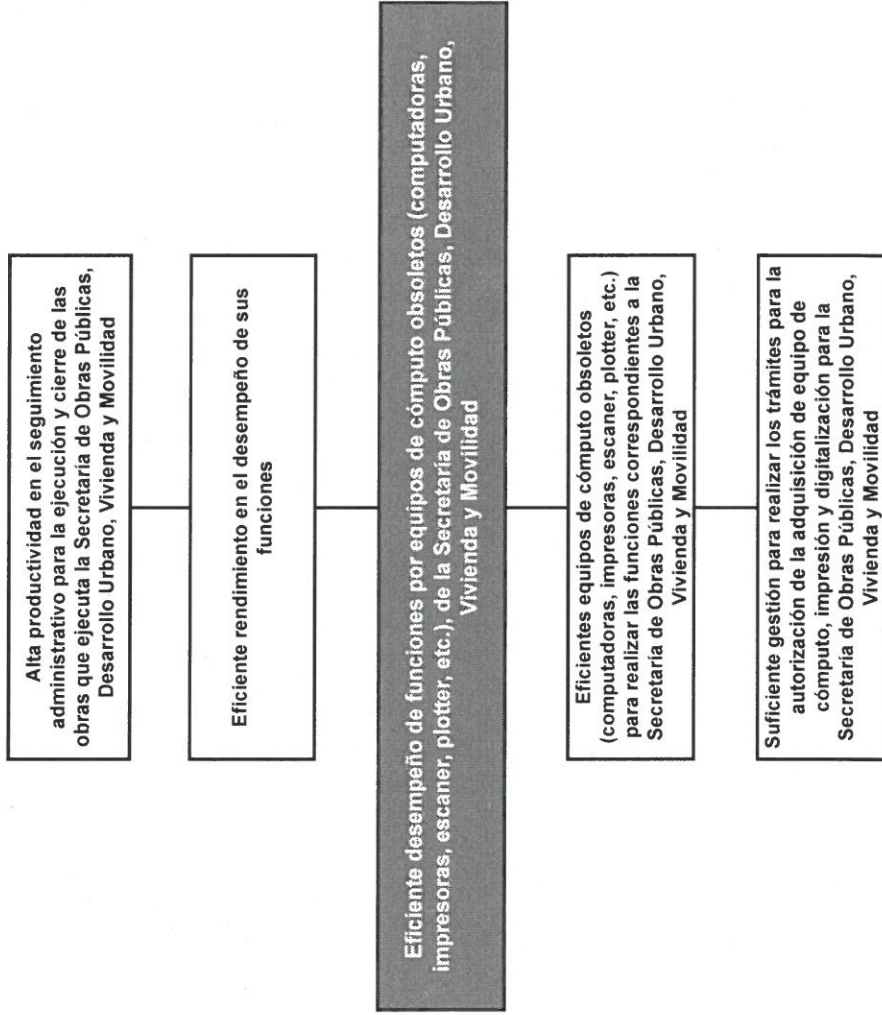 Alta productividad en el seguimiento
administrativo para la ejecución y cierre de las
obras que ejecuta la Secretaría de Obras Públicas,
Desarrollo Urbano, Vivienda y Movilidad
Eficiente rendimiento en el desempeño de sus
funciones
Eficiente desempeño de funciones por equipos de cómputo obsoletos (computadoras,
impresoras, escaner, plotter, etc.), de la Secretaría de Obras Públicas, Desarrollo Urbano,
Vivienda y Movilidad
Eficientes equipos de cómputo obsoletos
(computadoras, impresoras, escaner, plotter, etc.)
para realizar las funciones correspondientes a la
Secretaría de Obras Públicas, Desarrollo Urbano,
Vivienda y Movilidad
Suficiente gestión para realizar los trámites para la
autorización de la adquisición de equipo de
cómputo, impresión y digitalización para la
Secretaría de Obras Públicas, Desarrollo Urbano,
Vivienda y Movilidad